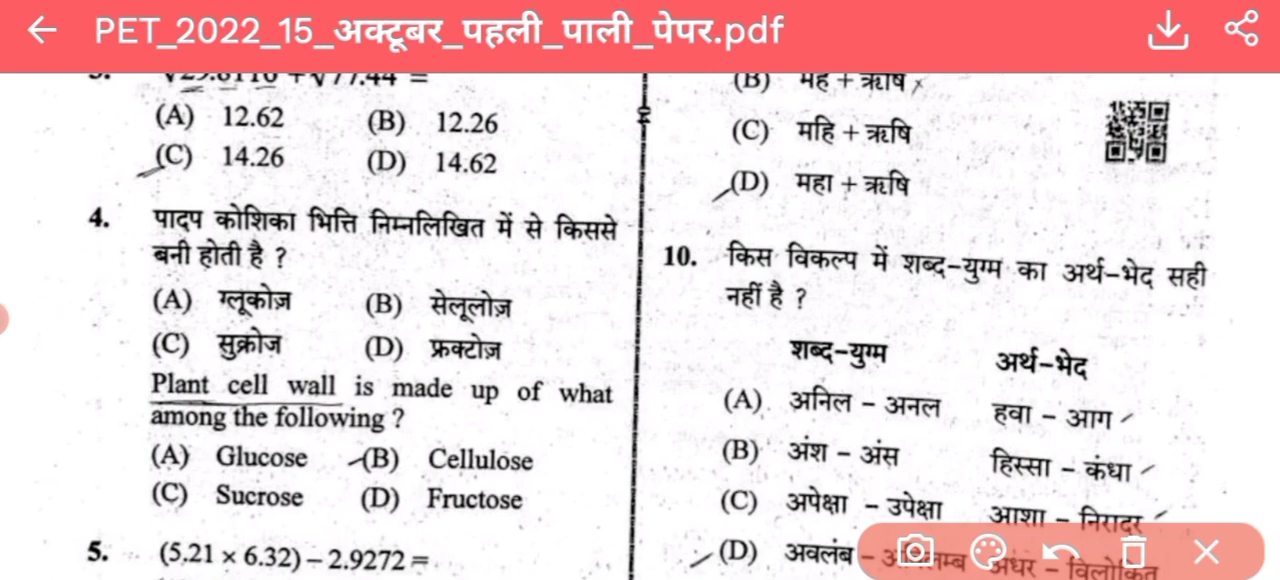 PET_2022_15_अक्टूबर_पहली_पाली_पेपर.pdf
(A) 12.62 (B) 12.26
(C) 14.26 (D) 14.62
4. पादप कोशिका भित्ति निम्नलिखित में से किससे
बनी होती है ?
(A) ग्लूकोज़ (B) सेलूलोज़
(C) सुक्रोज (D) फ्रक्टोज़
Plant cell wall is made up of what
among the following ?
(A) Glucose (B) Cellulose
(C) Sucrose (D) Fructose
5. (5.21 × 6.32) – 2.9272 =
(B) मह + ऋषि
(C) महि + ऋषि
(D) महा + ऋषि
10. किस विकल्प में शब्द-युग्म का अर्थ-भेद सही
नहीं है ?
शब्द-युग्म अर्थ-भेद
(A) अनिल – अनल हवा – आग
(B) अंश – अंस हिस्सा – कंधा
(C) अपेक्षा – उपेक्षा आशा – निरादर
(D) अवलंब –